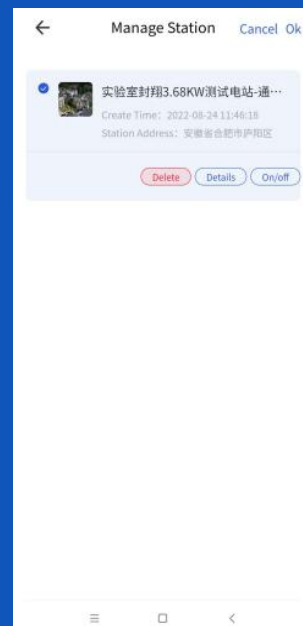 Manage Station Cancel Ok
实验室封翔3.68KW测试电站-通…
Create Time：2022-08-24 11:46:18
Station Address：安徽省合肥市庐阳区
Delete Details On/off